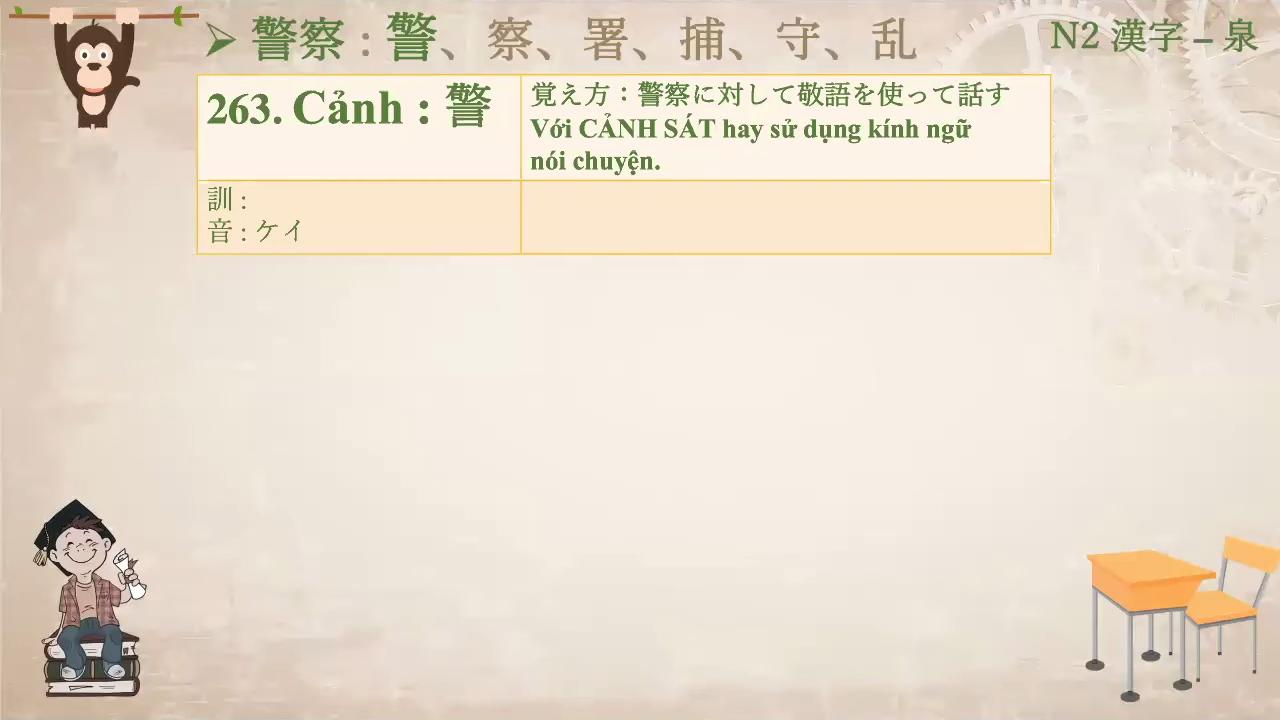 ➢ 警察 : 警、察、署、捕、守、乱
N2 漢字 – 泉
263. Cảnh : 警
覚え方：警察に対して敬語を使って話す
Với CẢNH SÁT hay sử dụng kính ngữ
nói chuyện.
訓 :
音 : ケイ